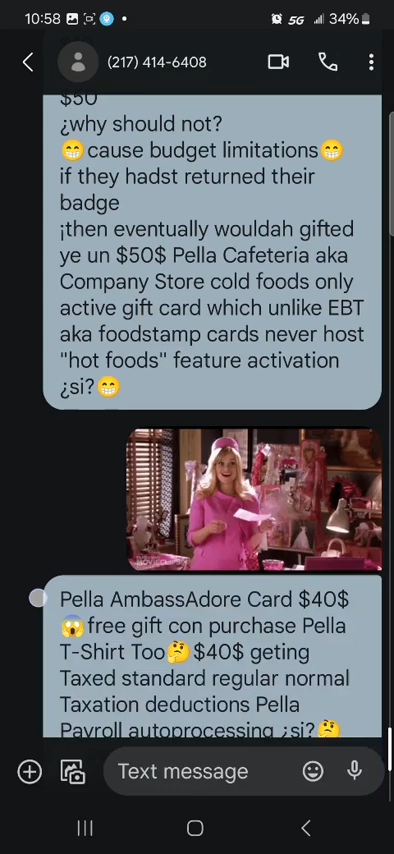 10:58
5G
34%
(217) 414-6408
$50
¿why should not?
😁cause budget limitations😁
if they hadst returned their
badge
¡then eventually wouldah gifted
ye un $50$ Pella Cafeteria aka
Company Store cold foods only
active gift card which unlike EBT
aka foodstamp cards never host
"hot foods" feature activation
¿si?😁
Pella AmbassAdore Card $40$
😱free gift con purchase Pella
T-Shirt Too🤔$40$ geting
Taxed standard regular normal
Taxation deductions Pella
Payroll autoprocessing ¿si?🤔
Text message